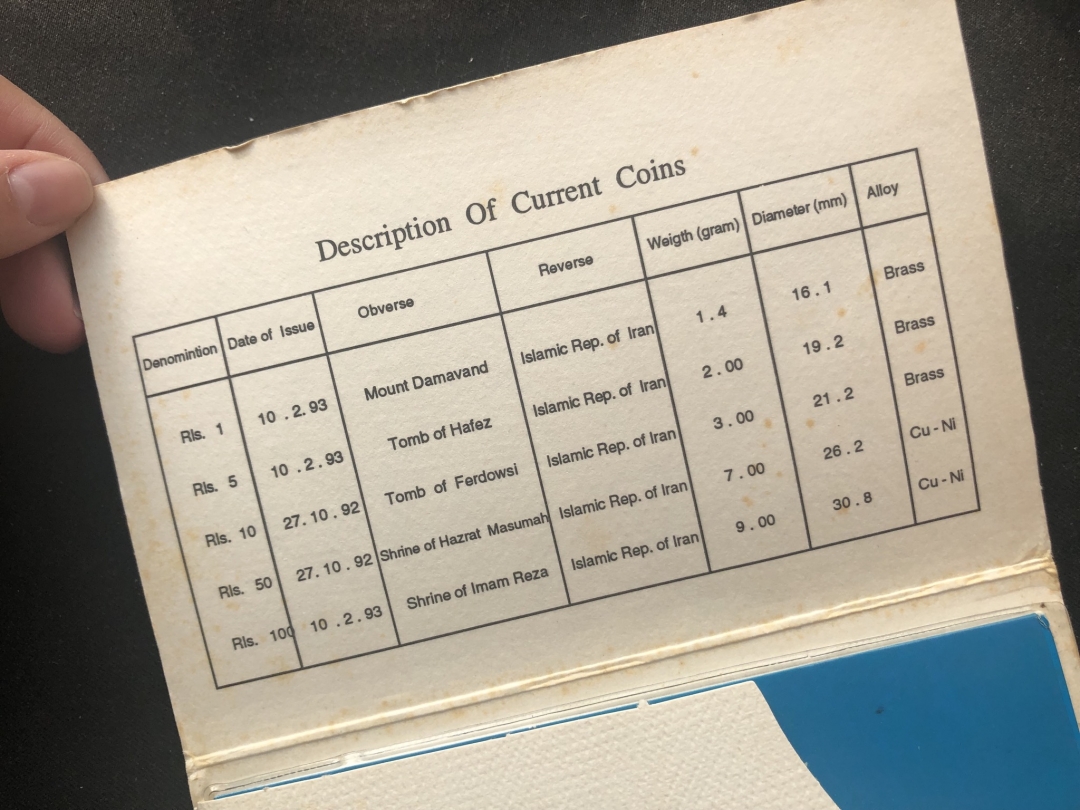 Description Of Current Coins
Denomintion Date of Issue Obverse Reverse Weigth (gram) Diameter (mm) Alloy
Rls. 1 10 .2. 93 Mount Damavand Islamic Rep. of Iran 1 . 4 16 . 1 Brass
Rls. 5 10 . 2 . 93 Tomb of Hafez Islamic Rep. of Iran 2 . 00 19 . 2 Brass
Rls. 10 27. 10 . 92 Tomb of Ferdowsi Islamic Rep. of Iran 3 . 00 21 . 2 Brass
Rls. 50 27. 10 . 92 Shrine of Hazrat Masumah Islamic Rep. of Iran 7 . 00 26 . 2 Cu - Ni
Rls. 100 10 . 2 . 93 Shrine of Imam Reza Islamic Rep. of Iran 9 . 00 30 . 8 Cu - Ni